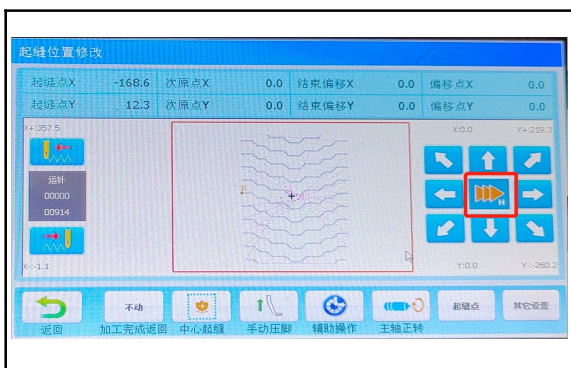 起缝位置修改
起缝点X -168.6 次原点X 0.0 结束偏移X 0.0 偏移点X 0.0
起缝点Y 12.3 次原点Y 0.0 结束偏移Y 0.0 偏移点Y 0.0
X+:357.5 X:0.0 Y+:219.3
运针
00000
00914
H
X-:-1.1 Y:0.0 Y-:-260.2
不动 起缝点 其它设置
返回 加工完成返回 中心起缝 手动压脚 辅助操作 主轴正转